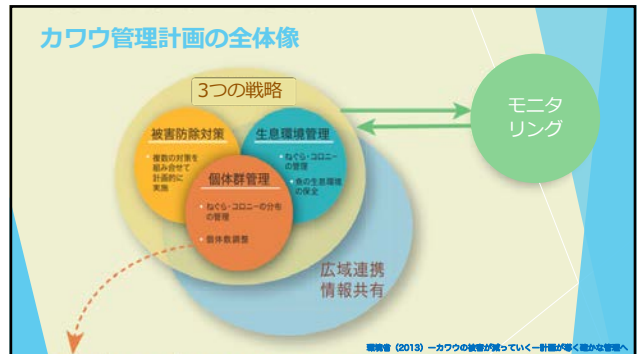 カワウ管理計画の全体像
3つの戦略
モニタ
リング
被害防除対策
・複数の対策を
組み合せて
計画的に
実施
生息環境管理
・ねぐら・コロニー
の管理
・魚の生息環境
の保全
個体群管理
・ねぐら・コロニーの分布
の管理
・個体数調整
広域連携
情報共有
環境省（2013）―カワウの被害が減っていく―計画が導く確かな管理へ